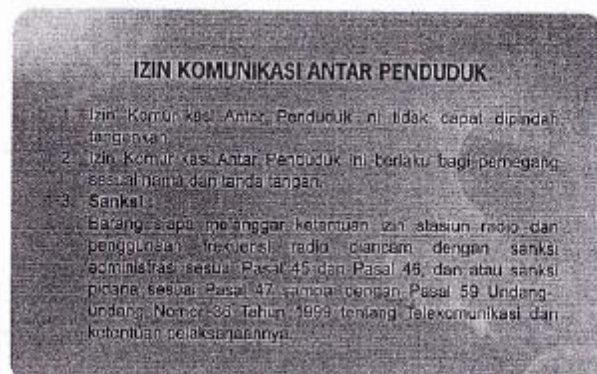 IZIN KOMUNIKASI ANTAR PENDUDUK
1. Izin Komunikasi Antar Penduduk ini tidak dapat dipindah
tangankan.
2. Izin Komunikasi Antar Penduduk ini berlaku bagi pemegang
sesuai nama dan tanda tangan.
3. Sanksi :
Barang siapa melanggar ketentuan izin stasiun radio dan
penggunaan frekuensi radio diancam dengan sanksi
administrasi sesuai Pasal 45 dan Pasal 46, dan atau sanksi
pidana sesuai Pasal 47 sampai dengan Pasal 59 Undang-
undang Nomor 36 Tahun 1999 tentang Telekomunikasi dan
ketentuan pelaksanaannya.